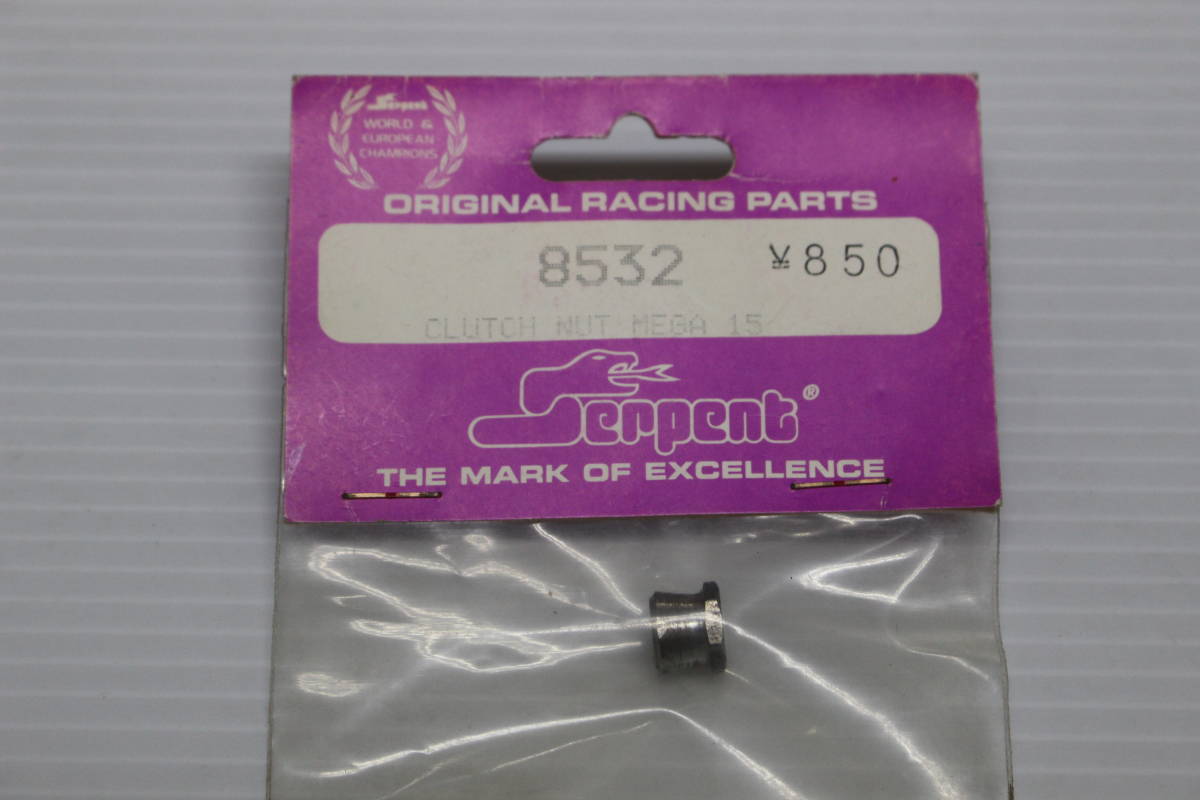 Serpent
WORLD &
EUROPEAN
CHAMPIONS
ORIGINAL RACING PARTS
8532 ¥850
CLUTCH NUT MEGA 15
Serpent®
THE MARK OF EXCELLENCE